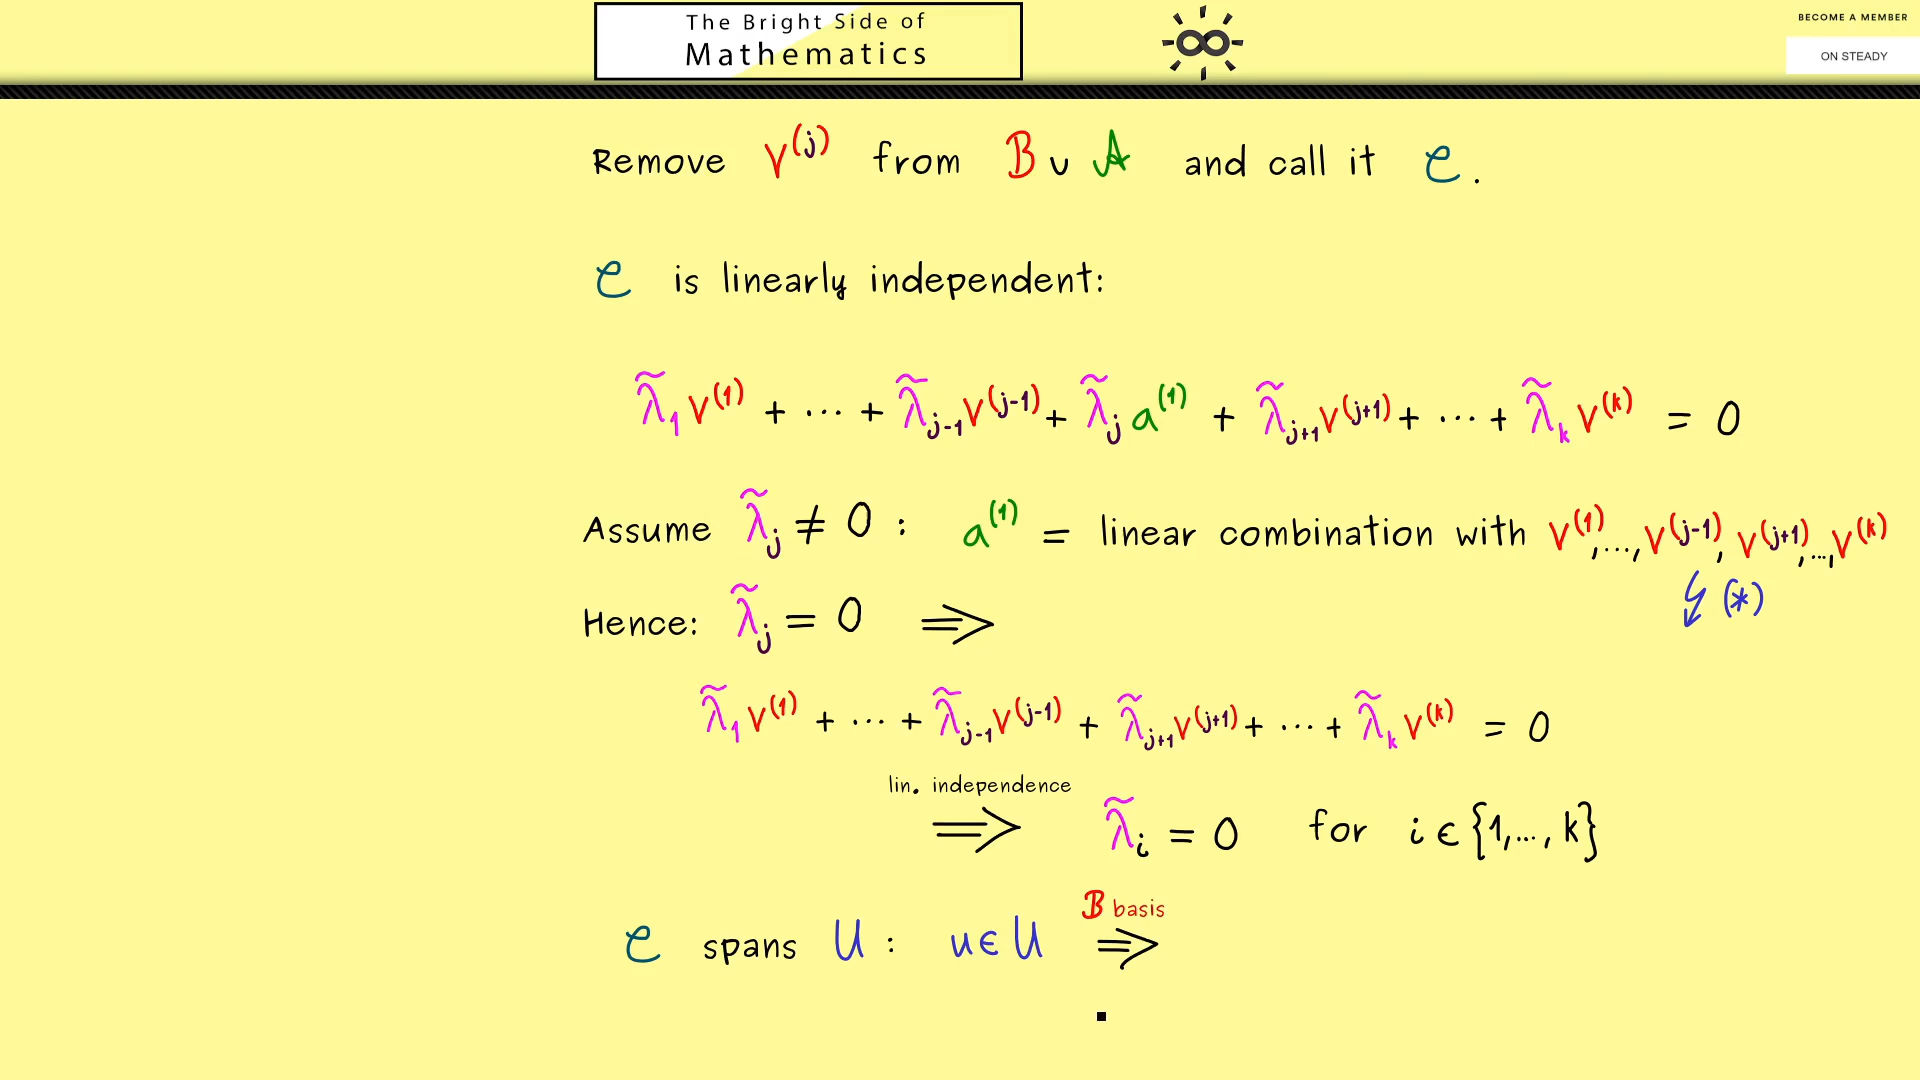 The Bright Side of
Mathematics
BECOME A MEMBER
ON STEADY
Remove v⁽ʲ⁾ from ℬ ∪ 𝒜 and call it 𝒞.
𝒞 is linearly independent:
λ̃₁v⁽¹⁾ + ⋯ + λ̃_{j-1}v^{(j-1)} + λ̃_j a⁽¹⁾ + λ̃_{j+1}v^{(j+1)} + ⋯ + λ̃_k v^{(k)} = 0
Assume λ̃_j ≠ 0 : a⁽¹⁾ = linear combination with v⁽¹⁾,…,v^{(j-1)}, v^{(j+1)},…,v^{(k)}
↯ (*)
Hence: λ̃_j = 0 ⟹
λ̃₁v⁽¹⁾ + ⋯ + λ̃_{j-1}v^{(j-1)} + λ̃_{j+1}v^{(j+1)} + ⋯ + λ̃_k v^{(k)} = 0
lin. independence
⟹ λ̃_i = 0 for i ∈ {1,…, k}
ℬ basis
𝒞 spans U : u ∈ U ⟹